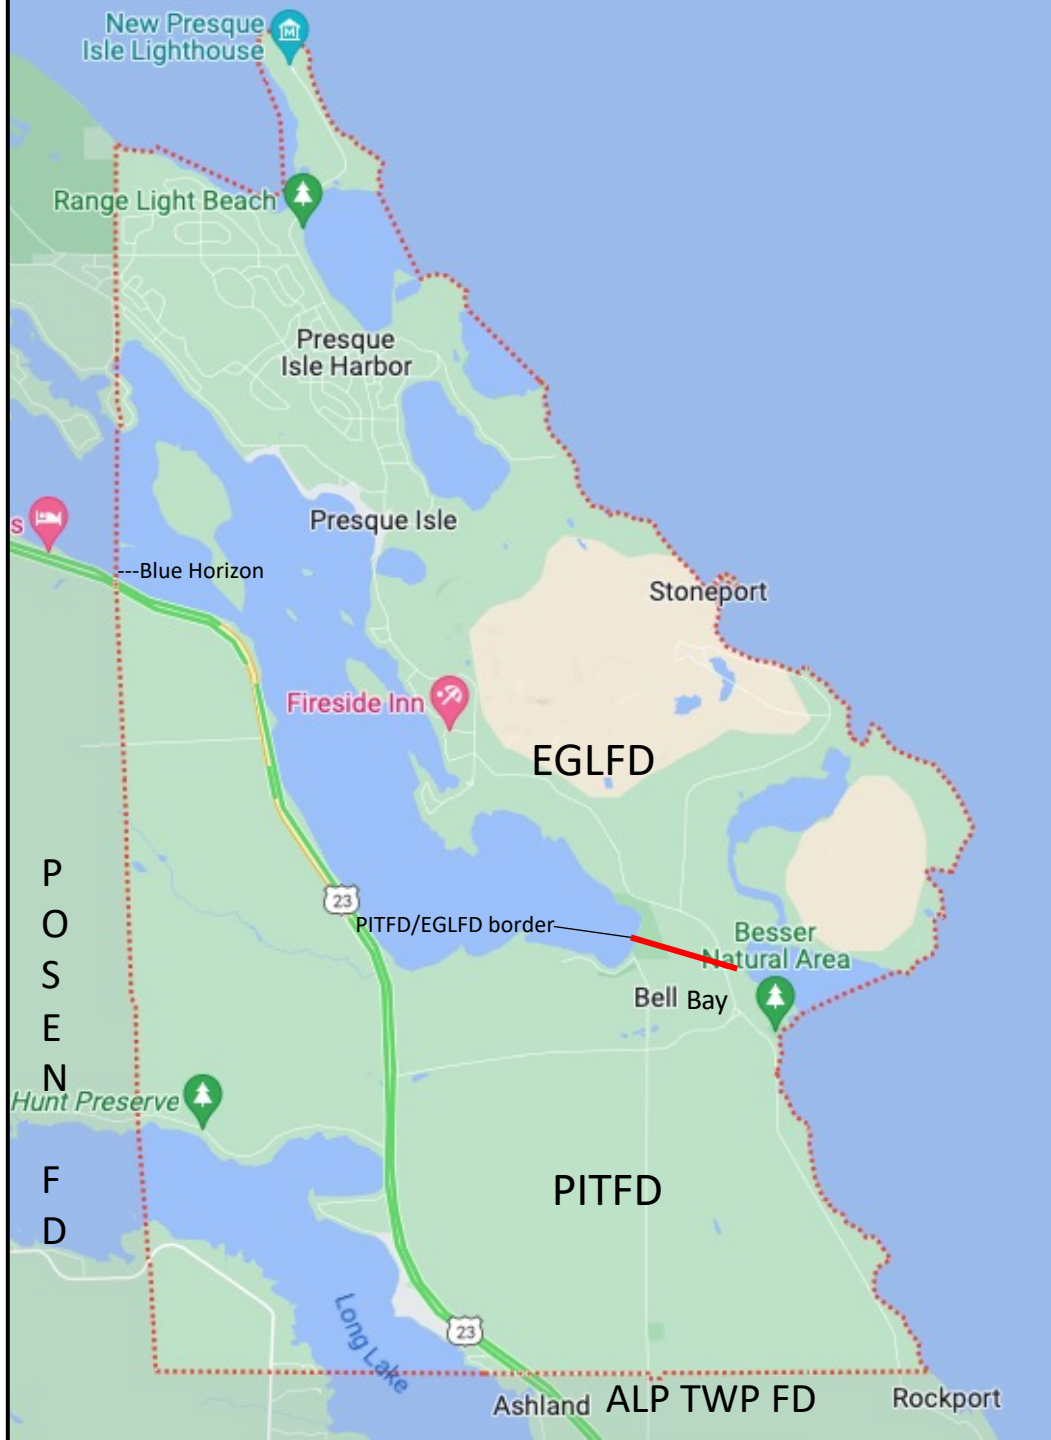 New Presque
Isle Lighthouse
Range Light Beach
Presque
Isle Harbor
Presque Isle
s
---Blue Horizon
Stoneport
Fireside Inn
EGLFD
23
PITFD/EGLFD border
Besser
Natural Area
Bell Bay
P
O
S
E
N
F
D
Hunt Preserve
PITFD
Long Lake
23
Ashland
ALP TWP FD
Rockport